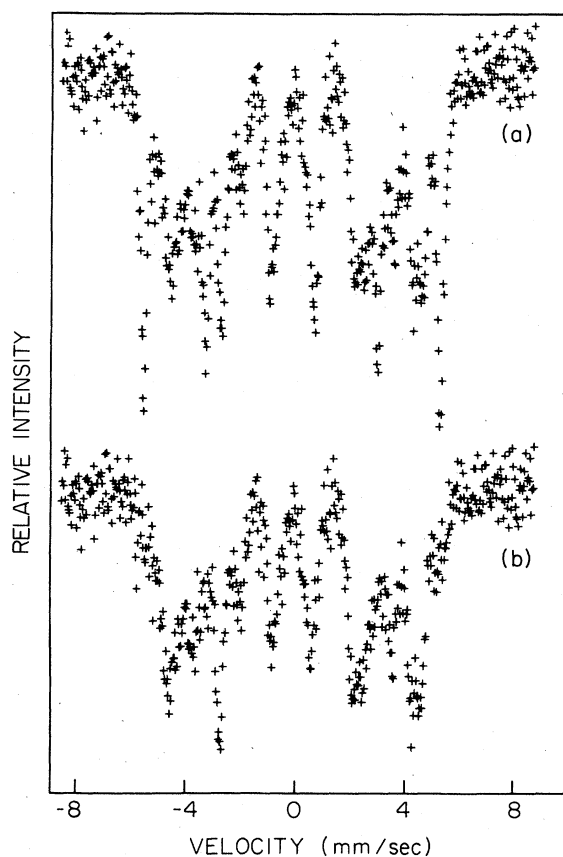 (a)
RELATIVE INTENSITY
(b)
-8 -4 0 4 8
VELOCITY (mm/sec)